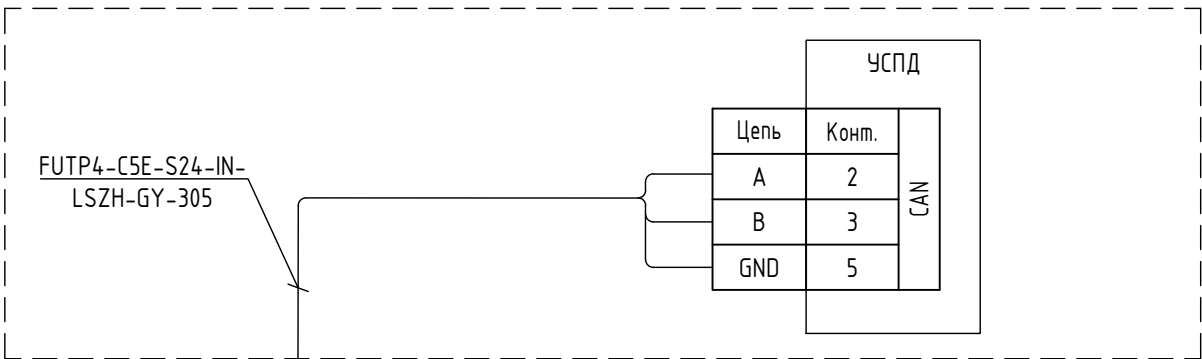 УСПД
Цепь Конт.
FUTP4-C5E-S24-IN-
LSZH-GY-305
A 2
B 3
GND 5
CAN